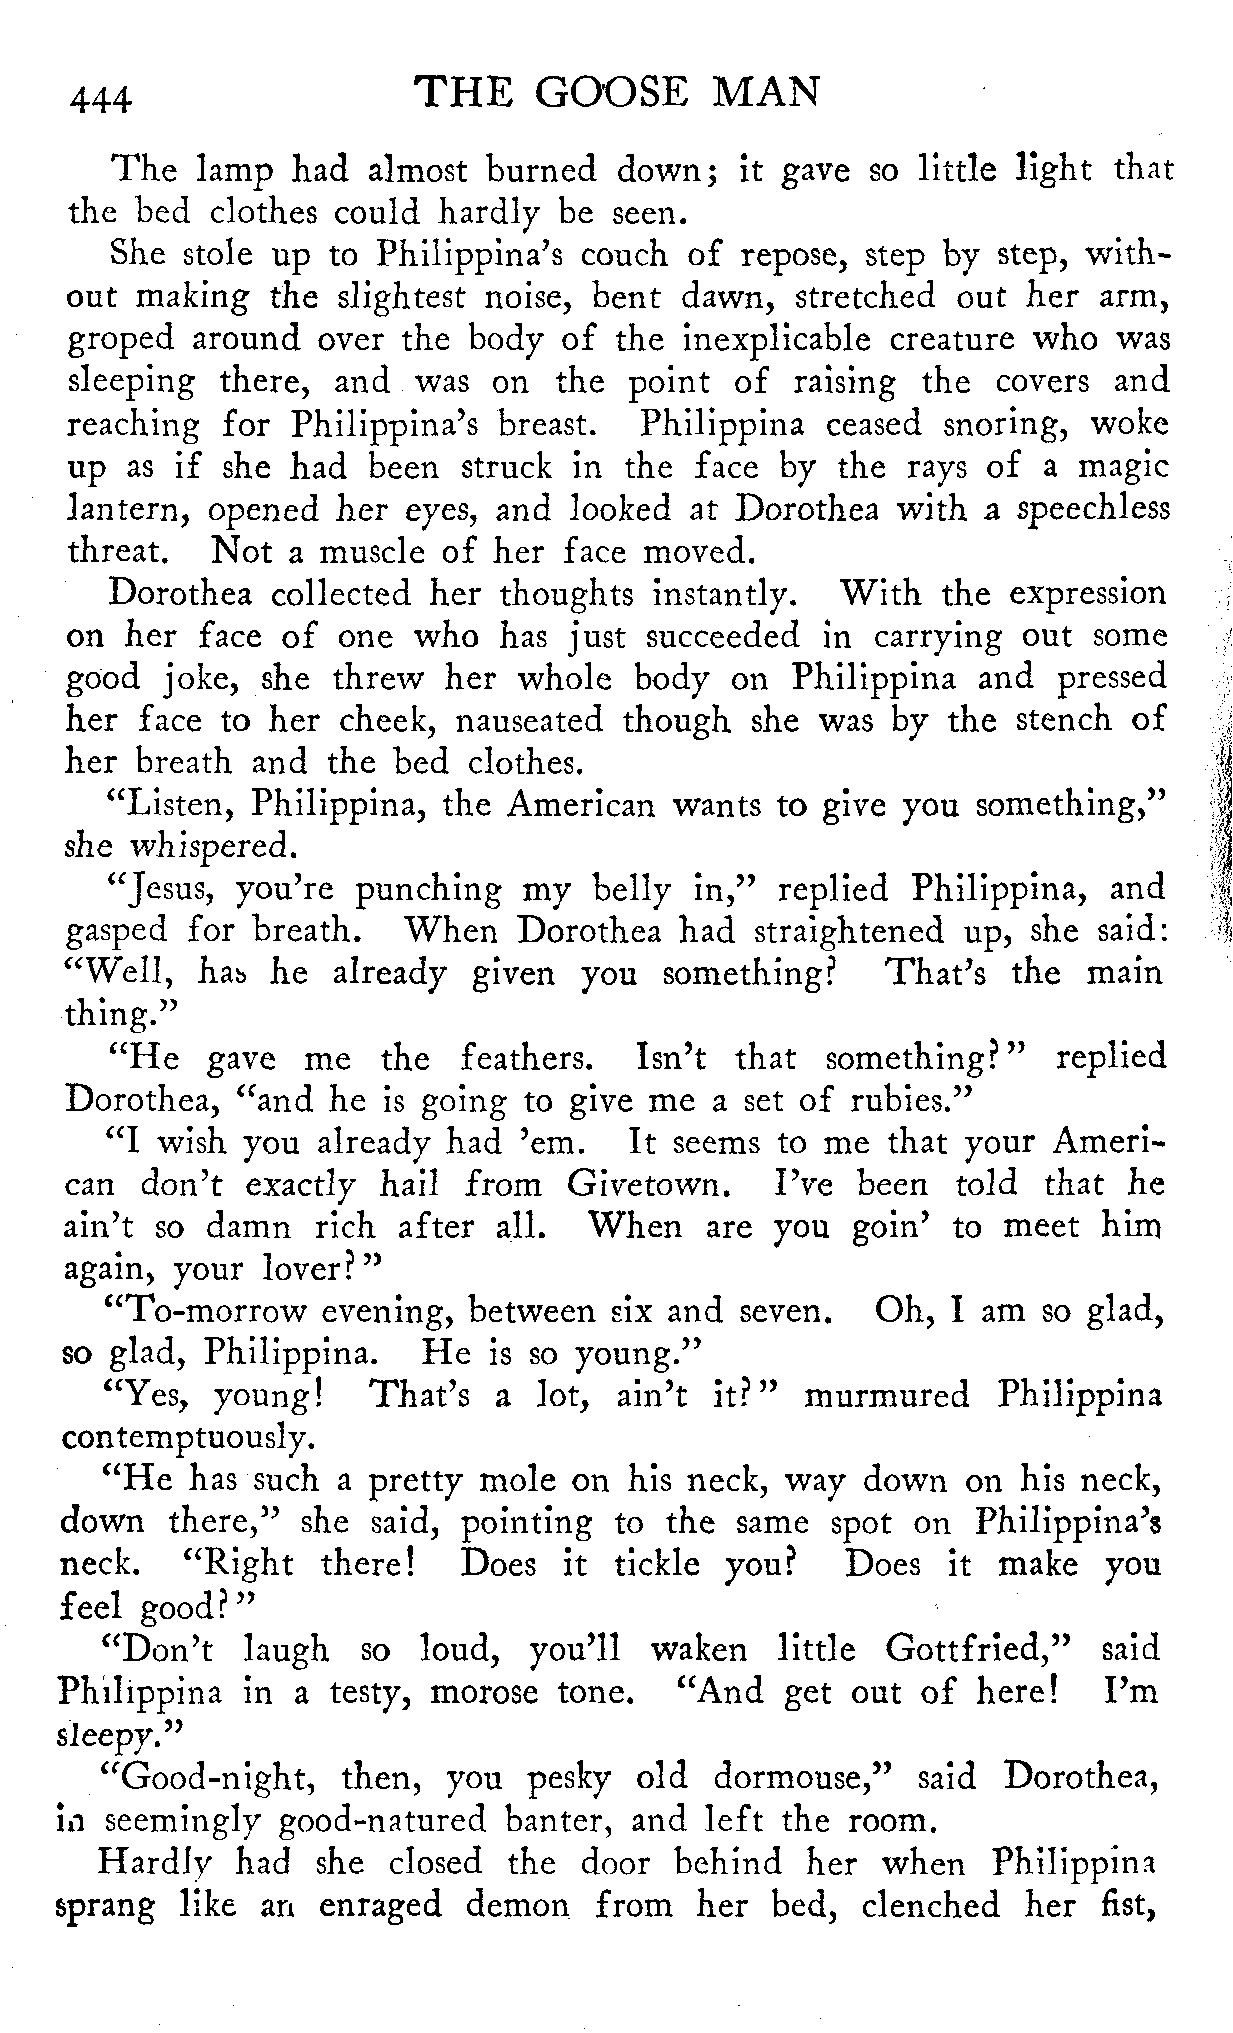 444 THE GOOSE MAN
The lamp had almost burned down; it gave so little light that
the bed clothes could hardly be seen.
She stole up to Philippina's couch of repose, step by step, with-
out making the slightest noise, bent dawn, stretched out her arm,
groped around over the body of the inexplicable creature who was
sleeping there, and was on the point of raising the covers and
reaching for Philippina's breast. Philippina ceased snoring, woke
up as if she had been struck in the face by the rays of a magic
lantern, opened her eyes, and looked at Dorothea with a speechless
threat. Not a muscle of her face moved.
Dorothea collected her thoughts instantly. With the expression
on her face of one who has just succeeded in carrying out some
good joke, she threw her whole body on Philippina and pressed
her face to her cheek, nauseated though she was by the stench of
her breath and the bed clothes.
"Listen, Philippina, the American wants to give you something,"
she whispered.
"Jesus, you're punching my belly in," replied Philippina, and
gasped for breath. When Dorothea had straightened up, she said:
"Well, has he already given you something? That's the main
thing."
"He gave me the feathers. Isn't that something?" replied
Dorothea, "and he is going to give me a set of rubies."
"I wish you already had 'em. It seems to me that your Ameri-
can don't exactly hail from Givetown. I've been told that he
ain't so damn rich after all. When are you goin' to meet him
again, your lover?"
"To-morrow evening, between six and seven. Oh, I am so glad,
so glad, Philippina. He is so young."
"Yes, young! That's a lot, ain't it?" murmured Philippina
contemptuously.
"He has such a pretty mole on his neck, way down on his neck,
down there," she said, pointing to the same spot on Philippina's
neck. "Right there! Does it tickle you? Does it make you
feel good?"
"Don't laugh so loud, you'll waken little Gottfried," said
Philippina in a testy, morose tone. "And get out of here! I'm
sleepy."
"Good-night, then, you pesky old dormouse," said Dorothea,
in seemingly good-natured banter, and left the room.
Hardly had she closed the door behind her when Philippina
sprang like an enraged demon from her bed, clenched her fist,